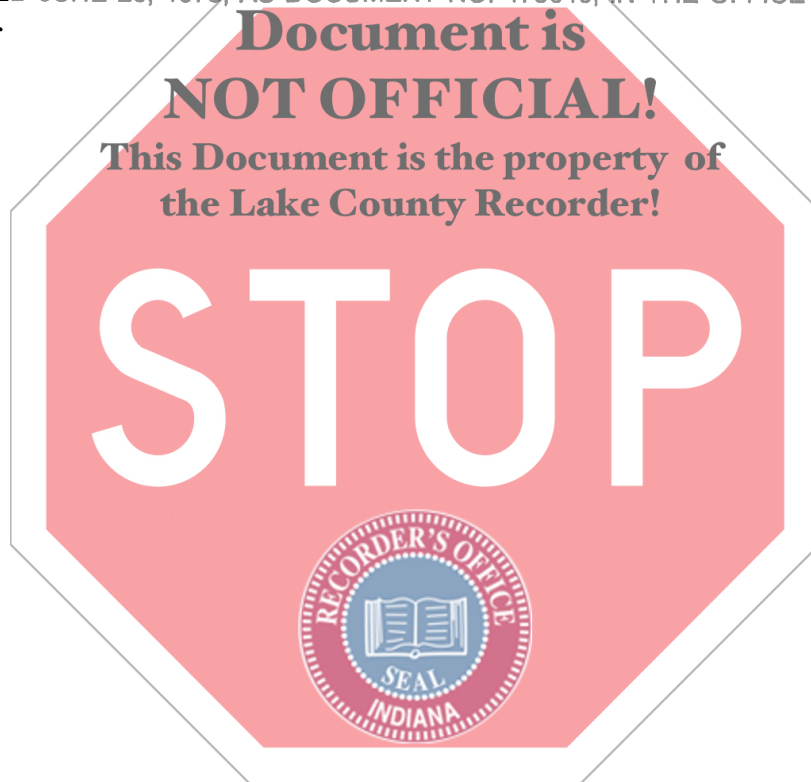 Document is
NOT OFFICIAL!
This Document is the property of
the Lake County Recorder!
STOP
RECORDER'S OFFICE
SEAL
INDIANA